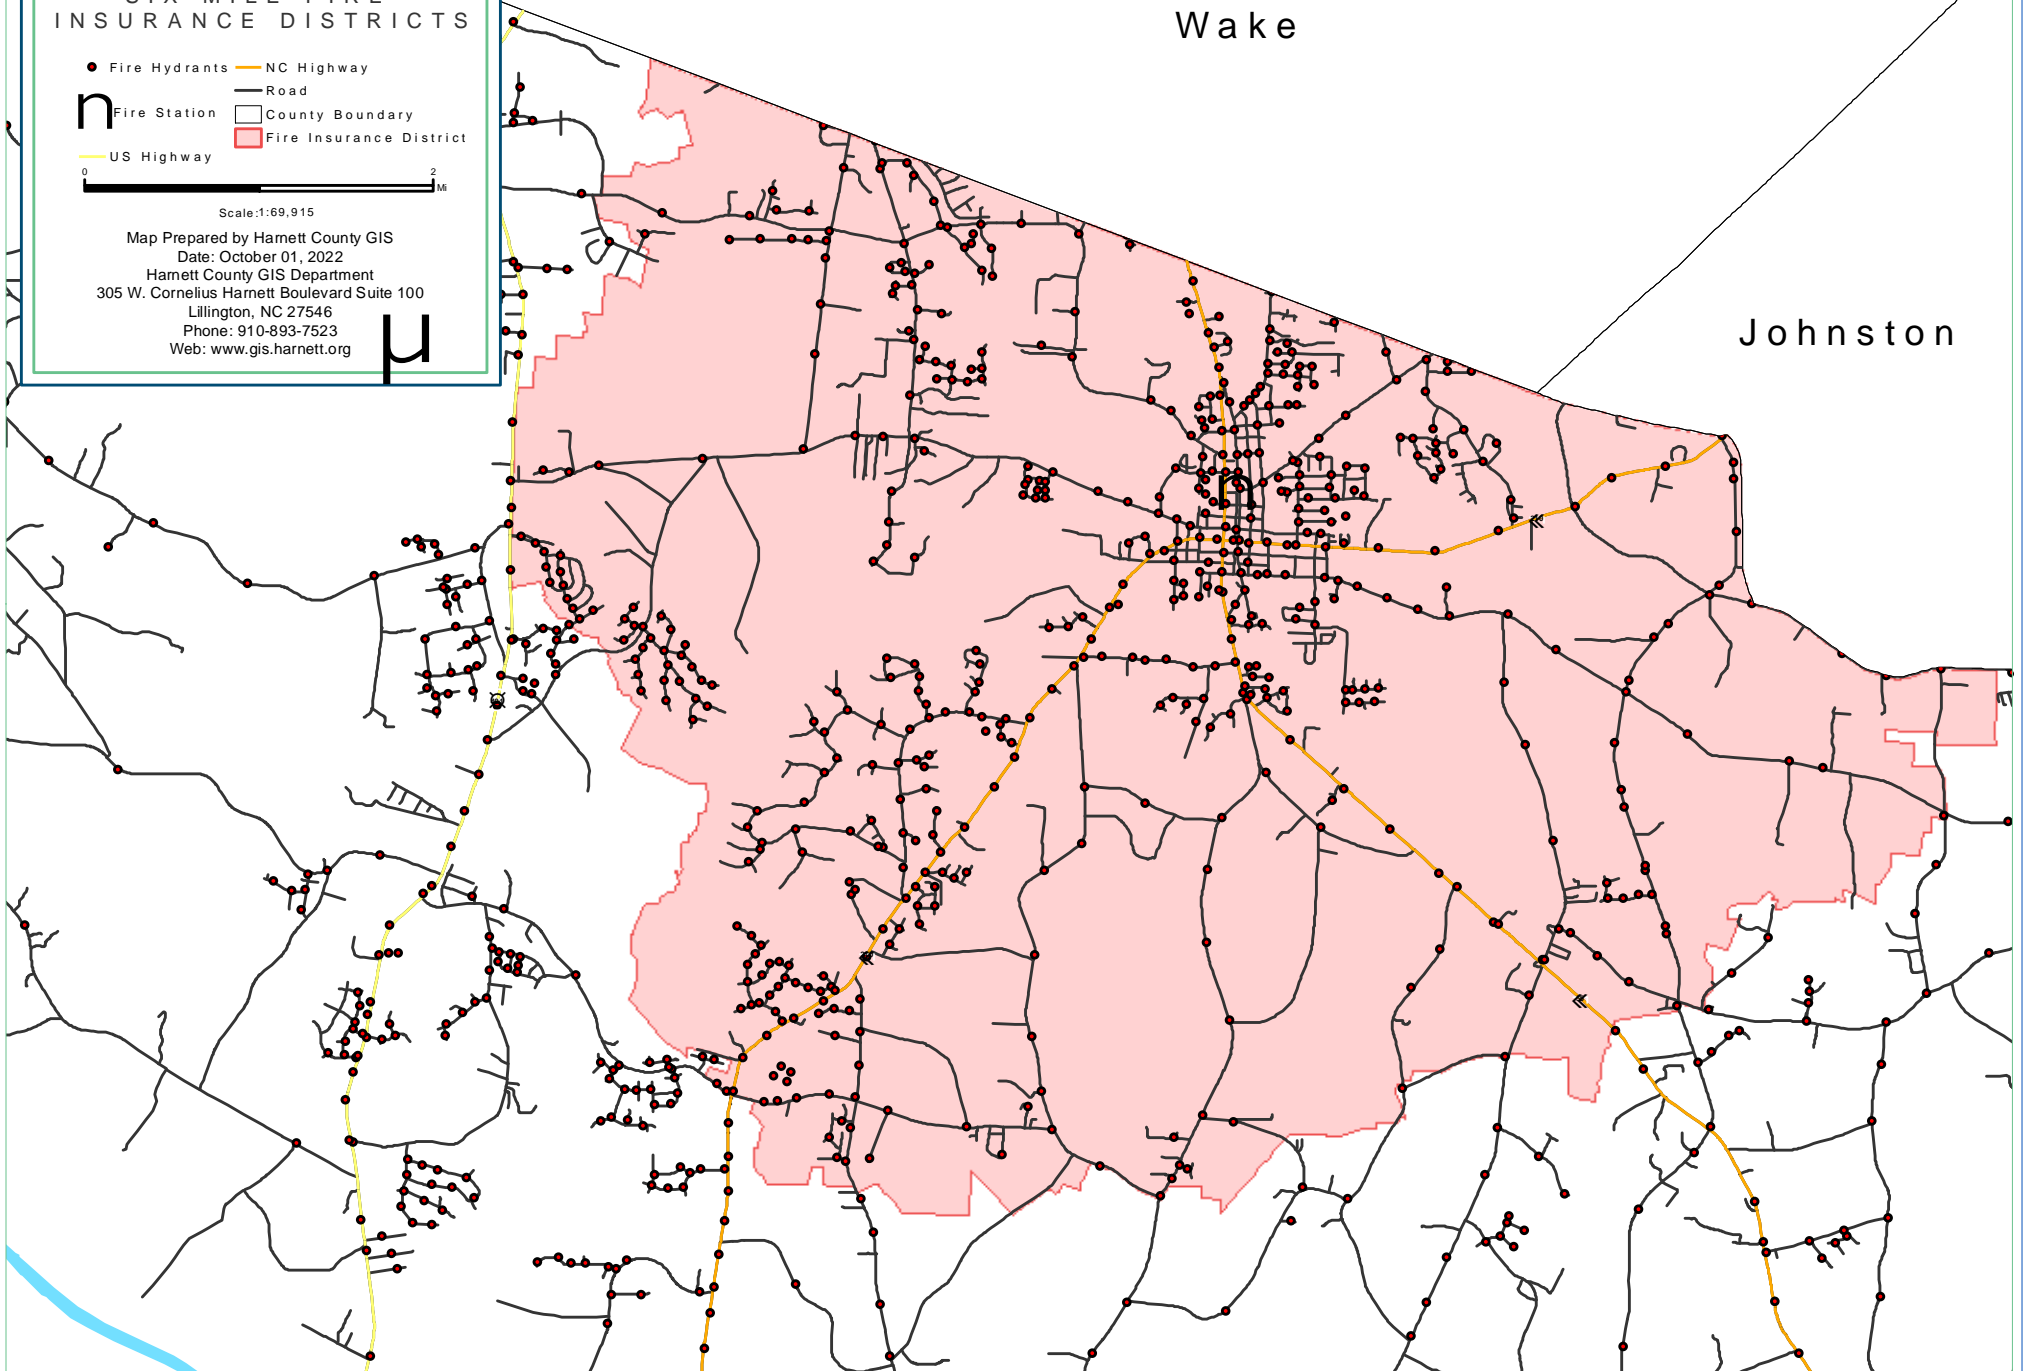 SIX MILE FIRE
INSURANCE DISTRICTS
Fire Hydrants
NC Highway
Road
n Fire Station
County Boundary
Fire Insurance District
US Highway
0 2
Mi
Scale:1:69,915
Map Prepared by Harnett County GIS
Date: October 01, 2022
Harnett County GIS Department
305 W. Cornelius Harnett Boulevard Suite 100
Lillington, NC 27546
Phone: 910-893-7523
Web: www.gis.harnett.org
µ
Wake
Johnston
n